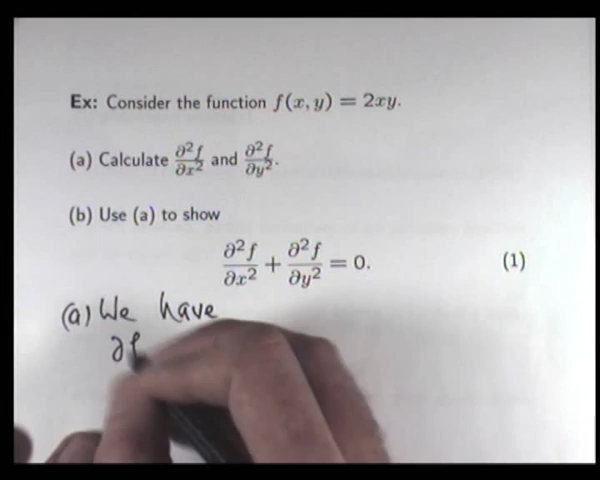 Ex: Consider the function f(x, y) = 2xy.
(a) Calculate ∂²f/∂x² and ∂²f/∂y².
(b) Use (a) to show
∂²f/∂x² + ∂²f/∂y² = 0. (1)
(a) We have
∂f